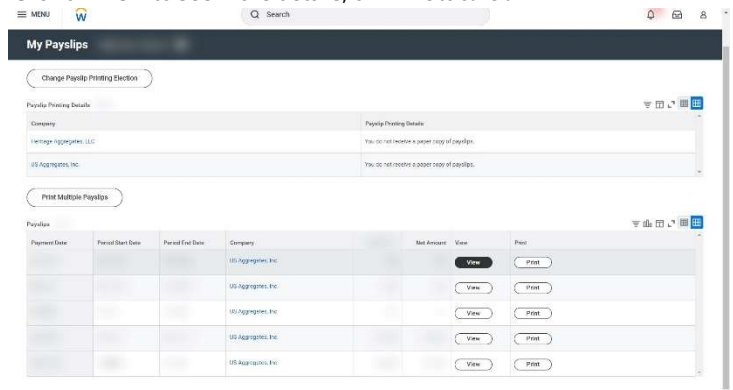 MENU
Search
My Payslips
Change Payslip Printing Election
Payslip Printing Details
Company Payslip Printing Details
Heritage Aggregates, LLC You do not receive a paper copy of payslips.
US Aggregates, Inc. You do not receive a paper copy of payslips.
Print Multiple Payslips
Payslips
Payment Date Period Start Date Period End Date Company Net Amount View Print
US Aggregates, Inc. View Print
US Aggregates, Inc. View Print
US Aggregates, Inc. View Print
US Aggregates, Inc. View Print
US Aggregates, Inc. View Print